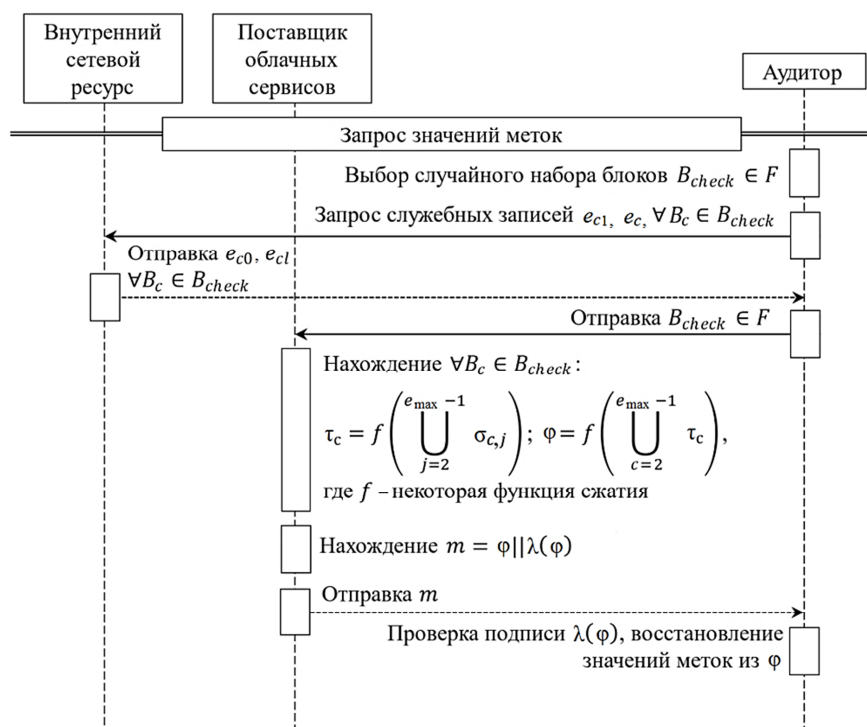 Внутренний
сетевой
ресурс
Поставщик
облачных
сервисов
Аудитор
Запрос значений меток
Выбор случайного набора блоков B_check ∈ F
Запрос служебных записей e_c1, e_c, ∀B_c ∈ B_check
Отправка e_c0, e_cl
∀B_c ∈ B_check
Отправка B_check ∈ F
Нахождение ∀B_c ∈ B_check:
τ_c = f(⋃_{j=2}^{e_max −1} σ_{c,j}); φ = f(⋃_{c=2}^{e_max −1} τ_c),
где f – некоторая функция сжатия
Нахождение m = φ||λ(φ)
Отправка m
Проверка подписи λ(φ), восстановление
значений меток из φ